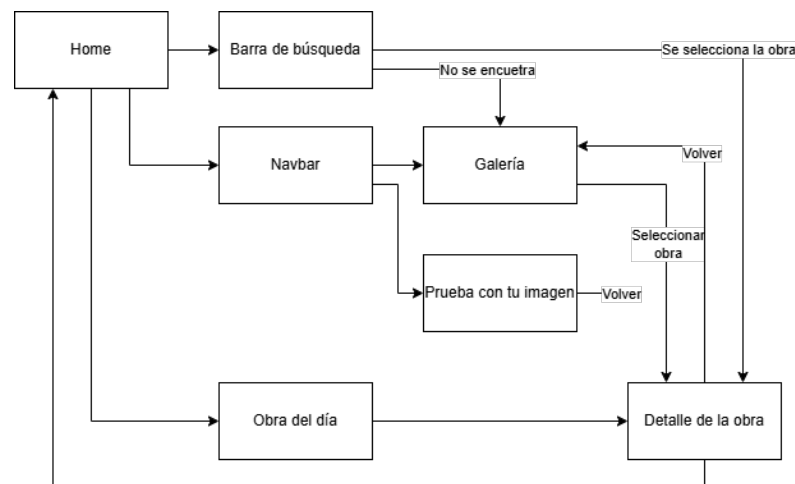 Home
Barra de búsqueda
Se selecciona la obra
No se encuetra
Navbar
Galería
Volver
Seleccionar
obra
Prueba con tu imagen
Volver
Obra del día
Detalle de la obra